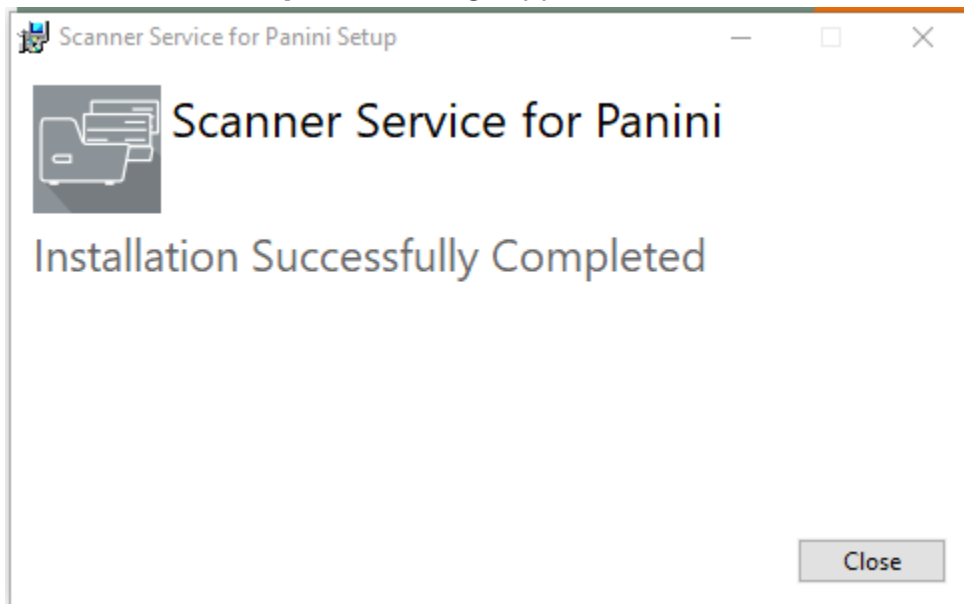 Scanner Service for Panini Setup
Scanner Service for Panini
Installation Successfully Completed
Close